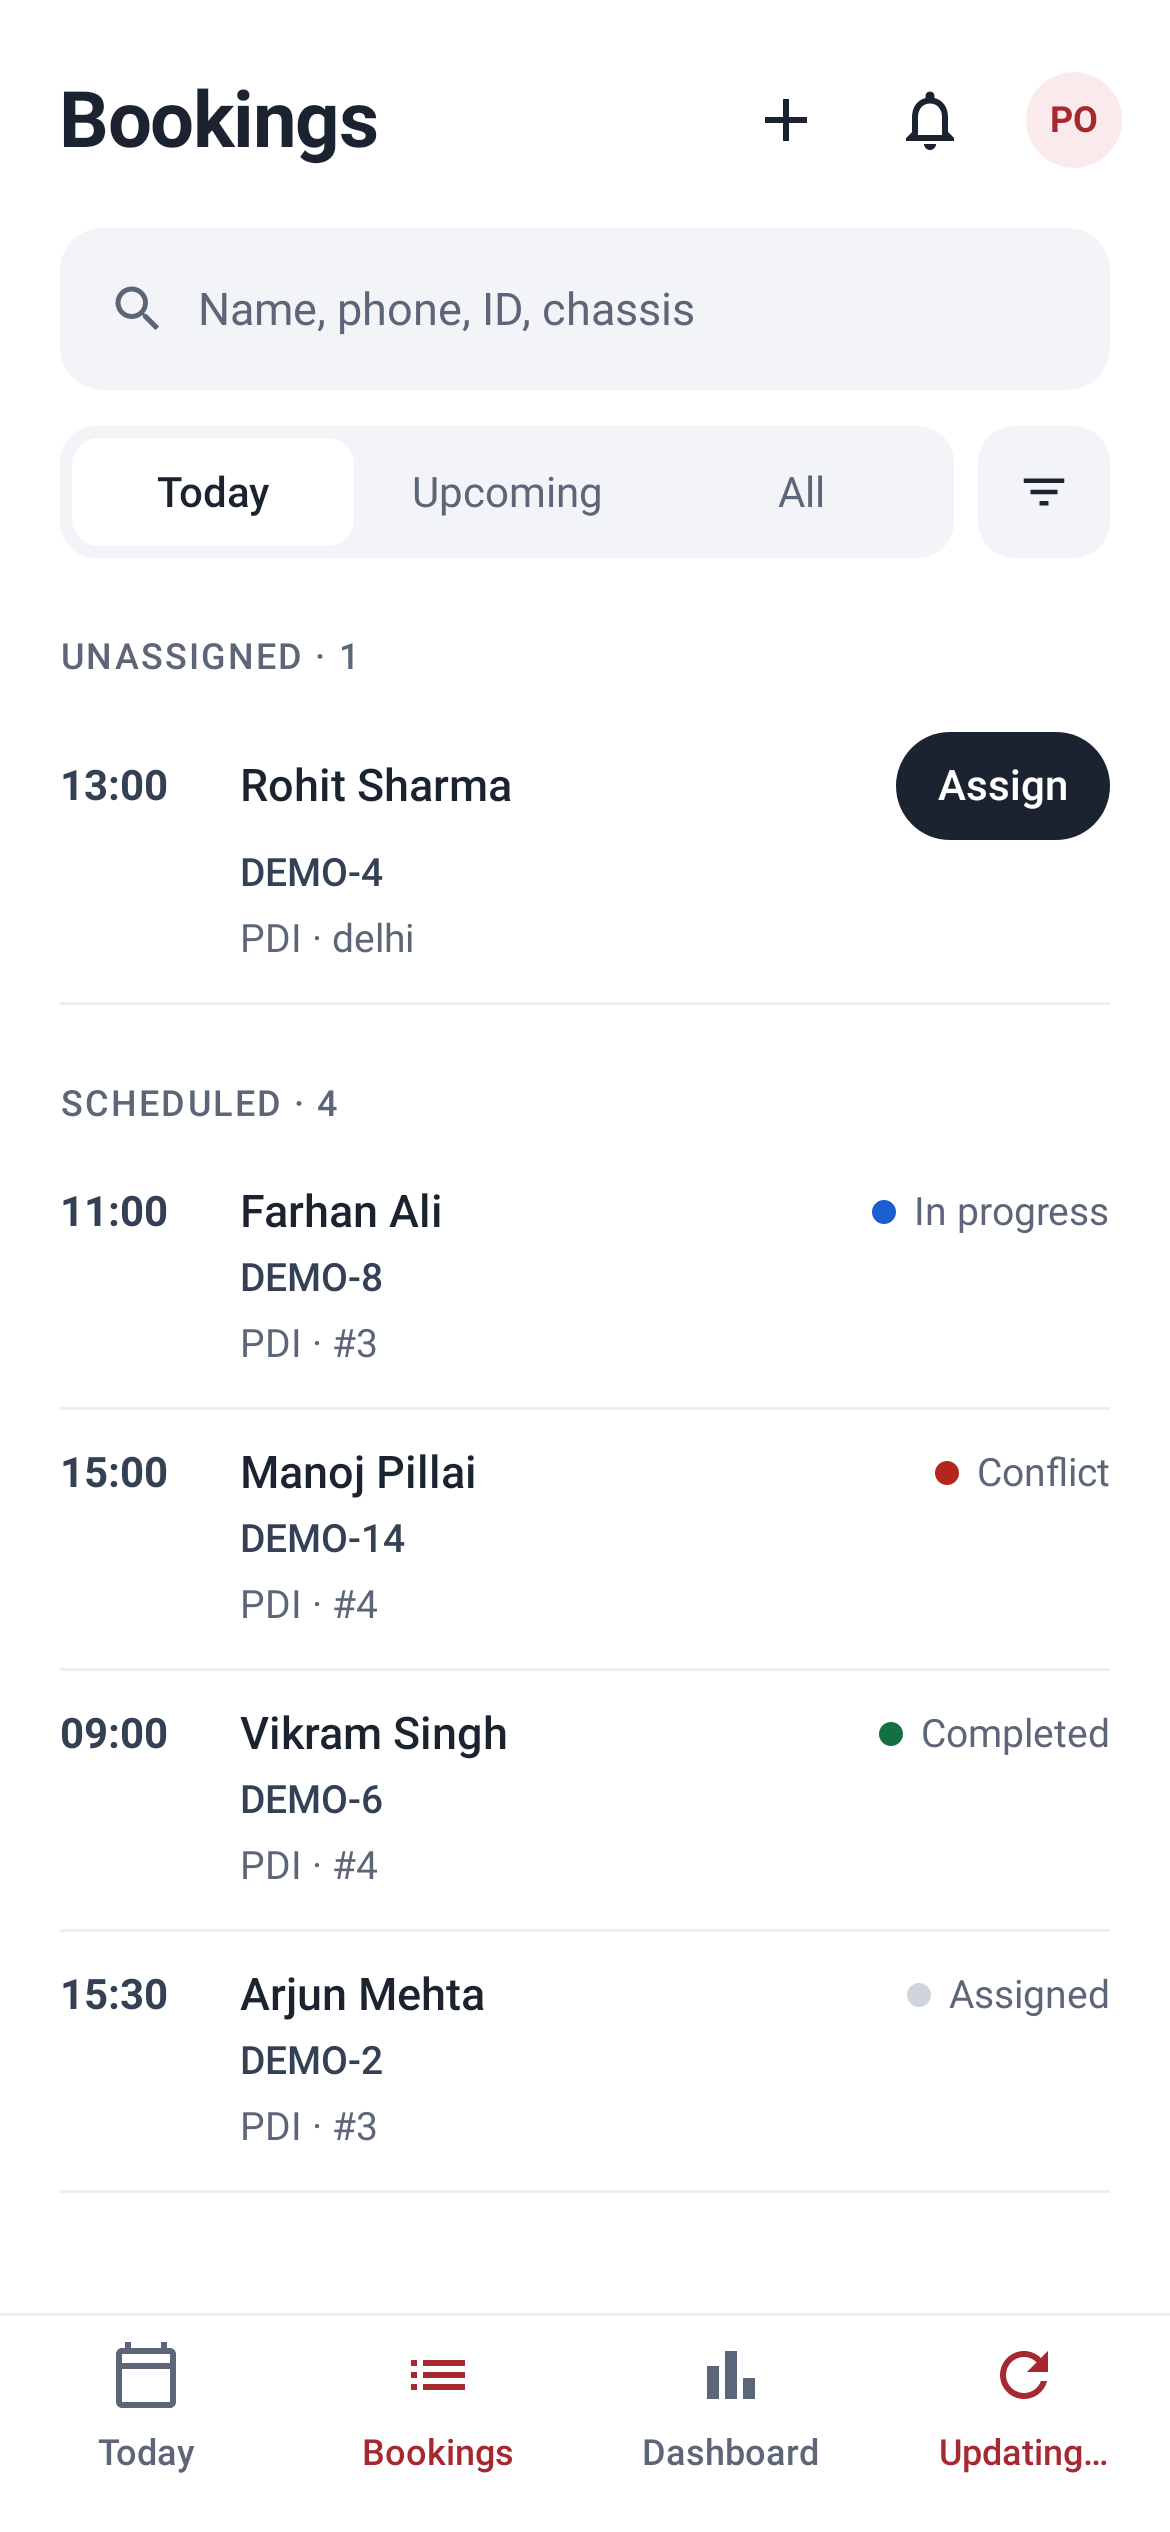 Bookings
PO
Name, phone, ID, chassis
Today
Upcoming
All
UNASSIGNED · 1
13:00
Rohit Sharma
Assign
DEMO-4
PDI · delhi
SCHEDULED · 4
11:00
Farhan Ali
In progress
DEMO-8
PDI · #3
15:00
Manoj Pillai
Conflict
DEMO-14
PDI · #4
09:00
Vikram Singh
Completed
DEMO-6
PDI · #4
15:30
Arjun Mehta
Assigned
DEMO-2
PDI · #3
Today
Bookings
Dashboard
Updating...